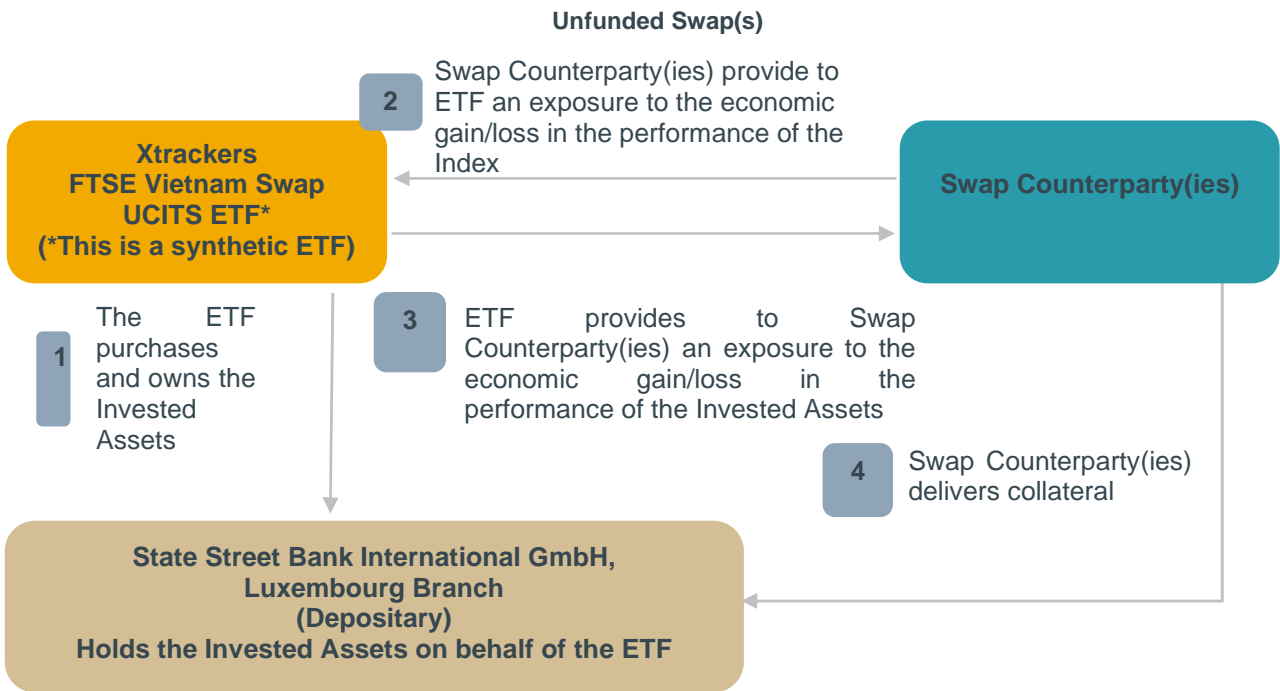 Unfunded Swap(s)
2
Swap Counterparty(ies) provide to
ETF an exposure to the economic
gain/loss in the performance of the
Index
Xtrackers
FTSE Vietnam Swap
UCITS ETF*
(*This is a synthetic ETF)
Swap Counterparty(ies)
1
The ETF
purchases
and owns the
Invested
Assets
3
ETF provides to Swap
Counterparty(ies) an exposure to the
economic gain/loss in the
performance of the Invested Assets
4
Swap Counterparty(ies)
delivers collateral
State Street Bank International GmbH,
Luxembourg Branch
(Depositary)
Holds the Invested Assets on behalf of the ETF